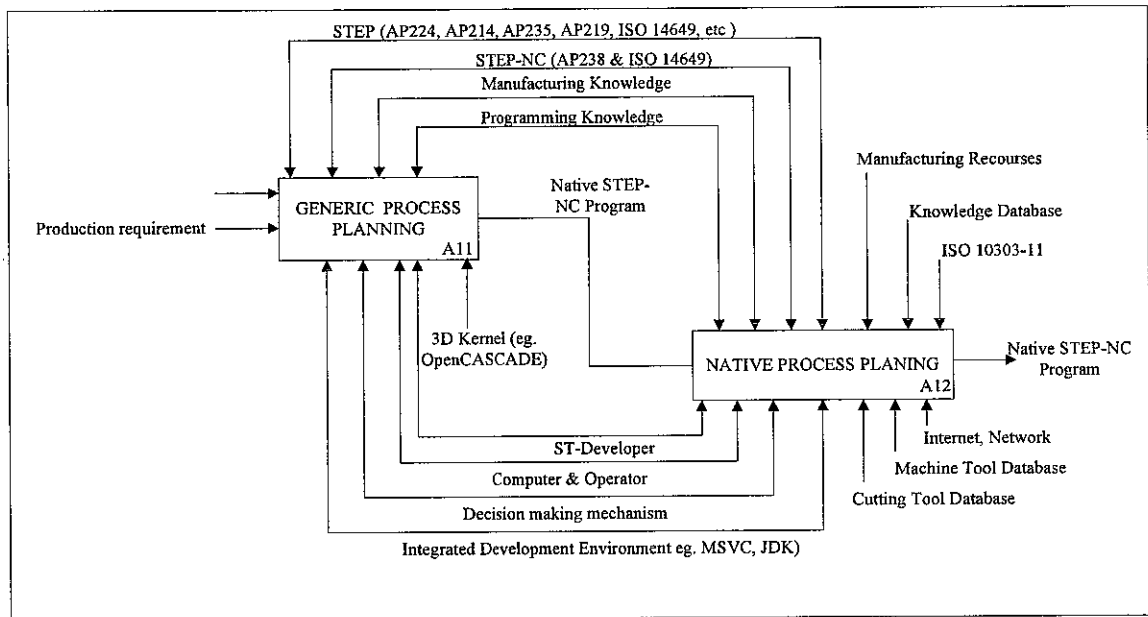 STEP (AP224, AP214, AP235, AP219, ISO 14649, etc )
STEP-NC (AP238 & ISO 14649)
Manufacturing Knowledge
Programming Knowledge
Manufacturing Recourses
Knowledge Database
ISO 10303-11
Production requirement
GENERIC PROCESS
PLANNING
A11
Native STEP-
NC Program
3D Kernel (eg.
OpenCASCADE)
NATIVE PROCESS PLANING
A12
Native STEP-NC
Program
Internet, Network
Machine Tool Database
Cutting Tool Database
ST-Developer
Computer & Operator
Decision making mechanism
Integrated Development Environment eg. MSVC, JDK)